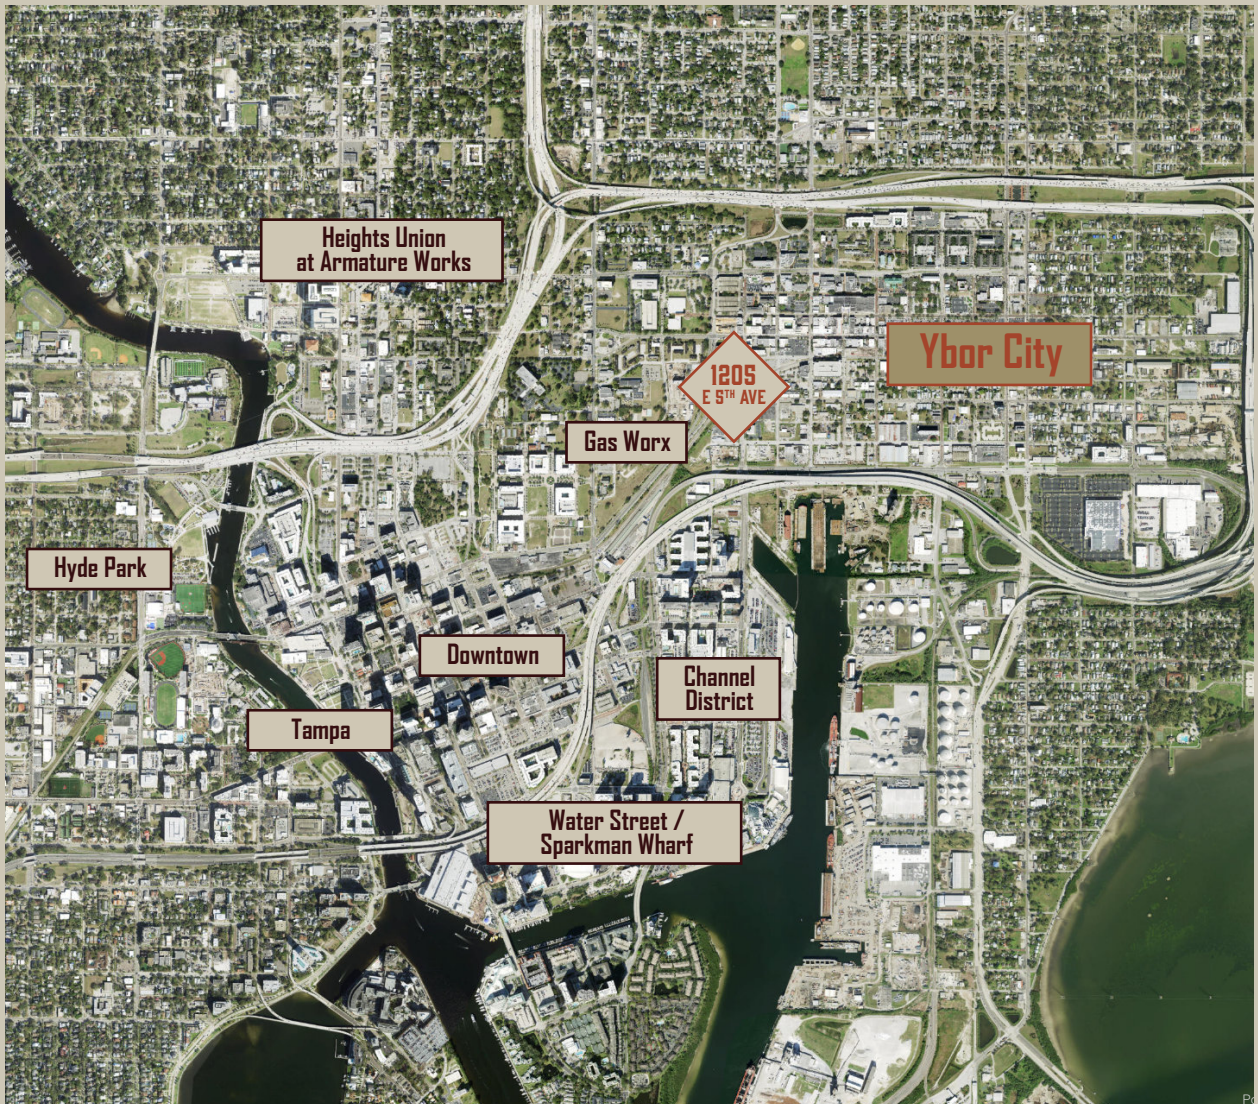 Heights Union
at Armature Works
Ybor City
1205
E 5TH AVE
Gas Worx
Hyde Park
Downtown
Channel
District
Tampa
Water Street /
Sparkman Wharf